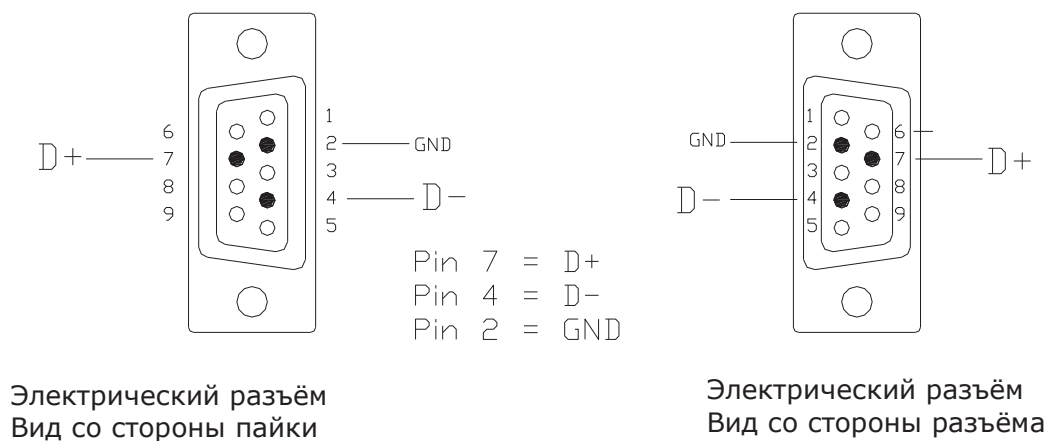 1
6
2
GND
D+
7
3
8
4
D-
9
5
Pin 7 = D+
Pin 4 = D-
Pin 2 = GND
Электрический разъём
Вид со стороны пайки
1
6
GND
2
7
D+
3
8
D-
4
9
5
Электрический разъём
Вид со стороны разъёма